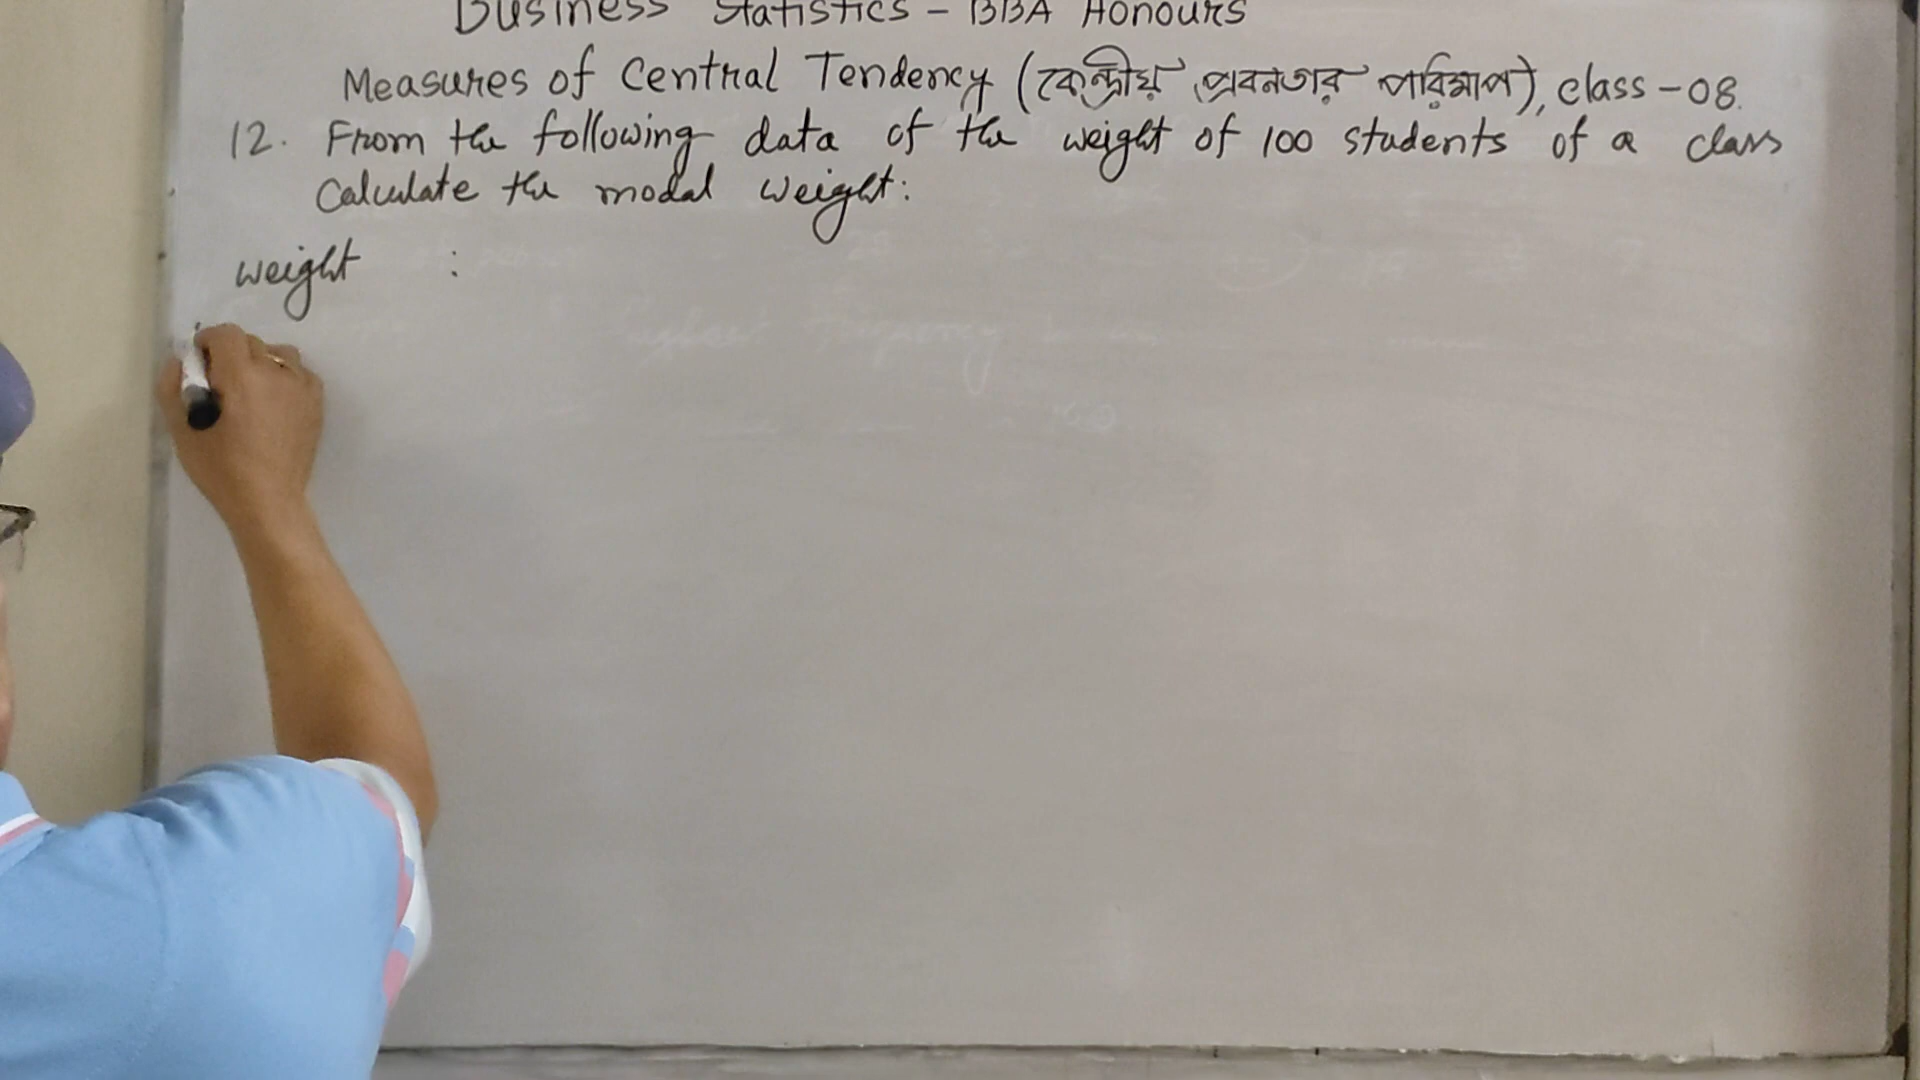 Business Statistics - BBA Honours
Measures of Central Tendency (কেন্দ্রীয় প্রবনতার পরিমাপ), class-08.
12. From the following data of the weight of 100 students of a class
Calculate the modal weight:
weight :